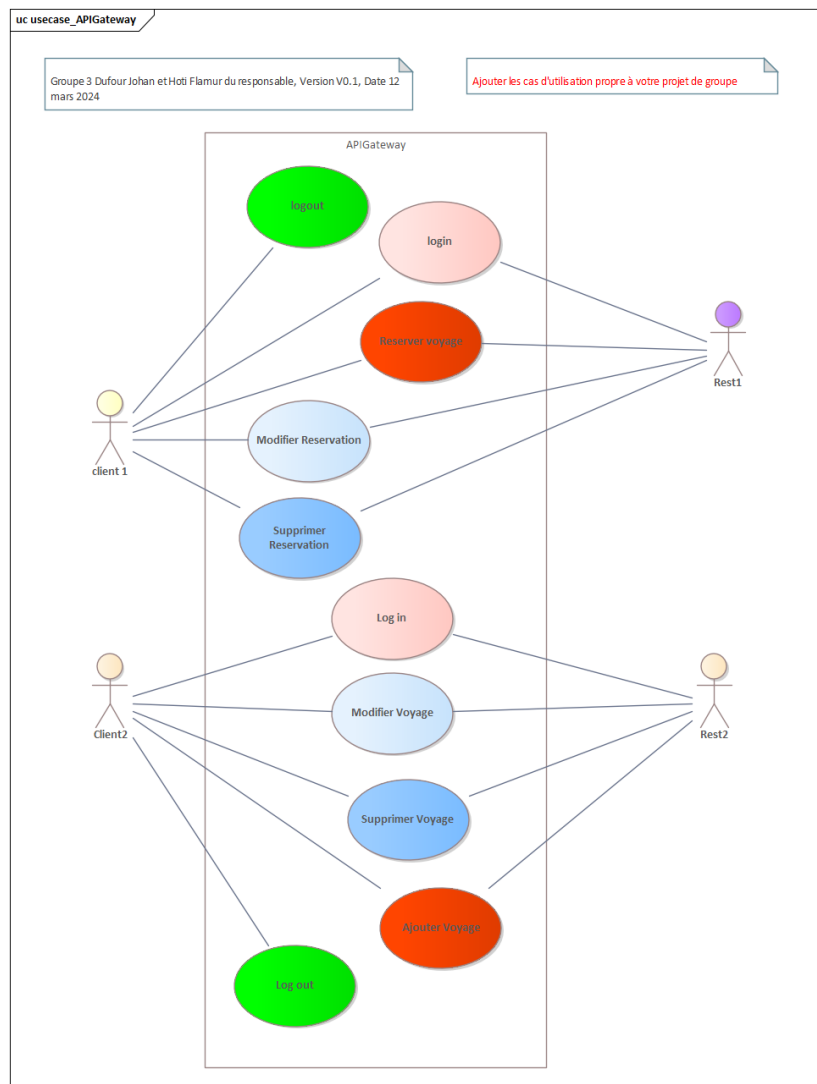 uc usecase_APIGateway
Groupe 3 Dufour Johan et Hoti Flamur du responsable, Version V0.1, Date 12
mars 2024
Ajouter les cas d'utilisation propre à votre projet de groupe
APIGateway
logout
login
Reserver voyage
Rest1
client 1
Modifier Reservation
Supprimer
Reservation
Log in
Client2
Modifier Voyage
Rest2
Supprimer Voyage
Ajouter Voyage
Log out